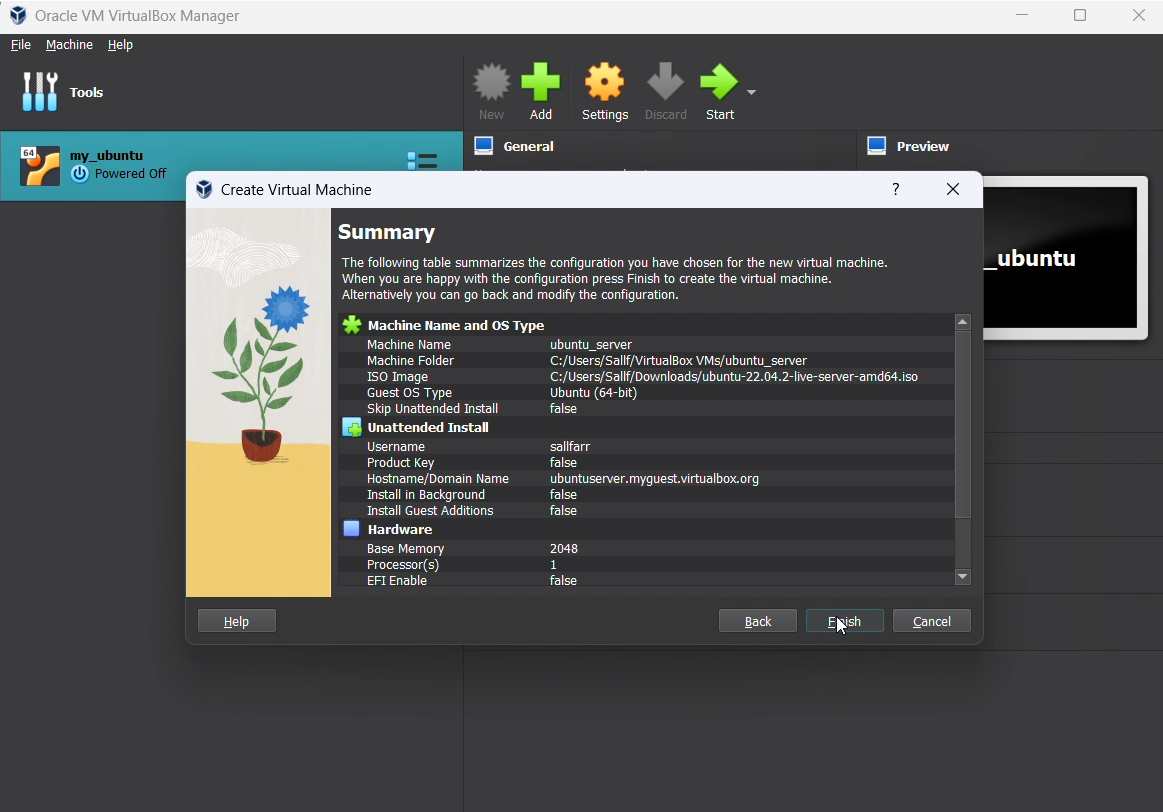 Oracle VM VirtualBox Manager
File Machine Help
Tools
New Add Settings Discard Start
64 my_ubuntu
Powered Off
General
Preview
Create Virtual Machine ?
_ubuntu
Summary
The following table summarizes the configuration you have chosen for the new virtual machine.
When you are happy with the configuration press Finish to create the virtual machine.
Alternatively you can go back and modify the configuration.
Machine Name and OS Type
Machine Name ubuntu_server
Machine Folder C:/Users/Sallf/VirtualBox VMs/ubuntu_server
ISO Image C:/Users/Sallf/Downloads/ubuntu-22.04.2-live-server-amd64.iso
Guest OS Type Ubuntu (64-bit)
Skip Unattended Install false
Unattended Install
Username sallfarr
Product Key false
Hostname/Domain Name ubuntuserver.myguest.virtualbox.org
Install in Background false
Install Guest Additions false
Hardware
Base Memory 2048
Processor(s) 1
EFI Enable false
Help Back Finish Cancel